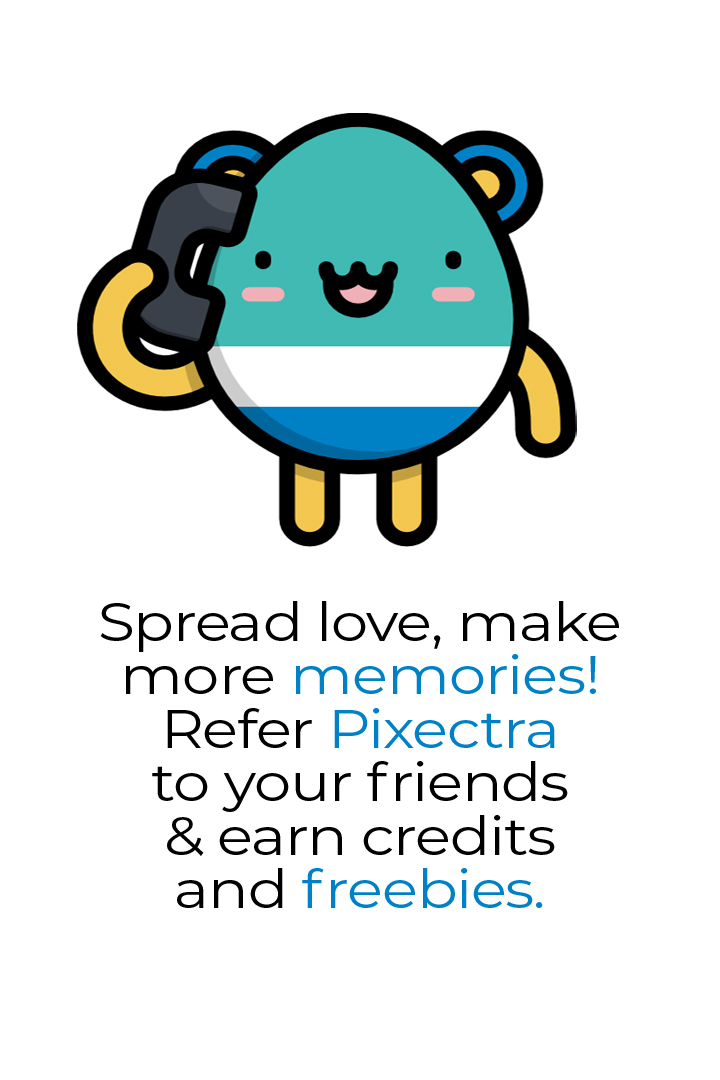 Spread love, make
more memories!
Refer Pixectra
to your friends
& earn credits
and freebies.